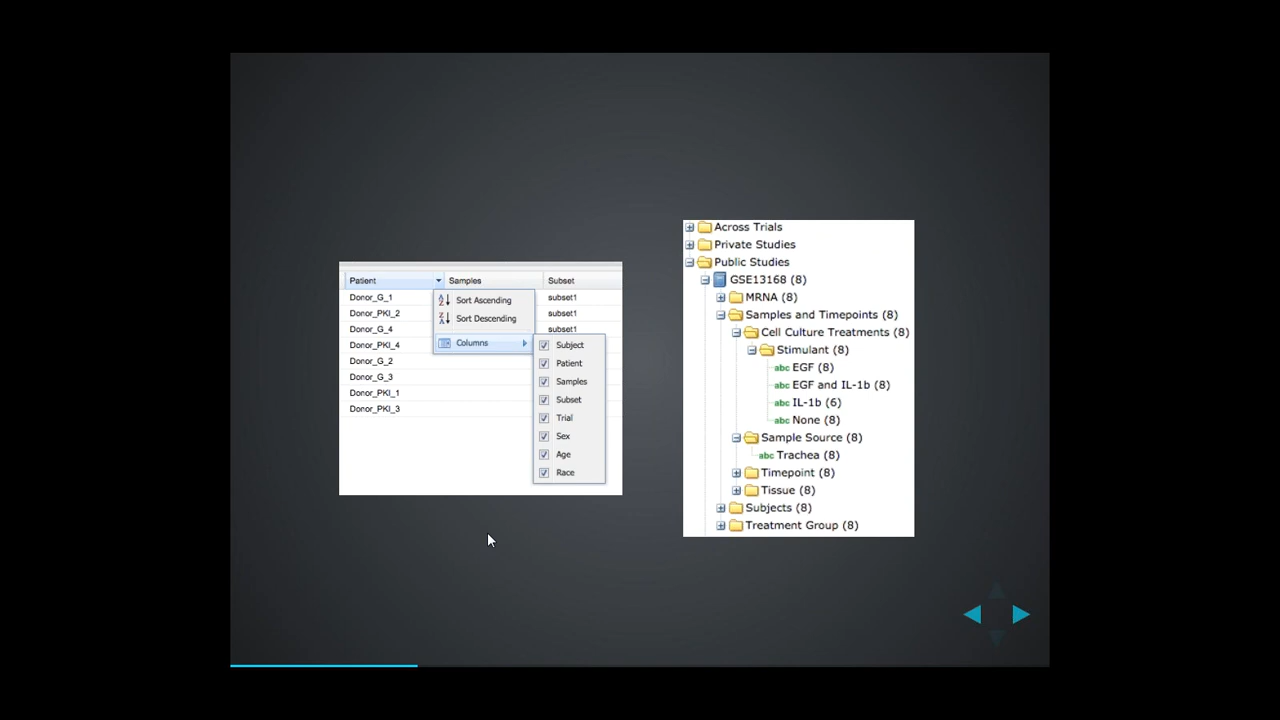 Patient Samples Subset
Donor_G_1 subset1
Donor_PKI_2 subset1
Donor_G_4 subset1
Donor_PKI_4
Donor_G_2
Donor_G_3
Donor_PKI_1
Donor_PKI_3
Sort Ascending
Sort Descending
Columns
Subject
Patient
Samples
Subset
Trial
Sex
Age
Race
Across Trials
Private Studies
Public Studies
GSE13168 (8)
MRNA (8)
Samples and Timepoints (8)
Cell Culture Treatments (8)
Stimulant (8)
abc EGF (8)
abc EGF and IL-1b (8)
abc IL-1b (6)
abc None (8)
Sample Source (8)
abc Trachea (8)
Timepoint (8)
Tissue (8)
Subjects (8)
Treatment Group (8)